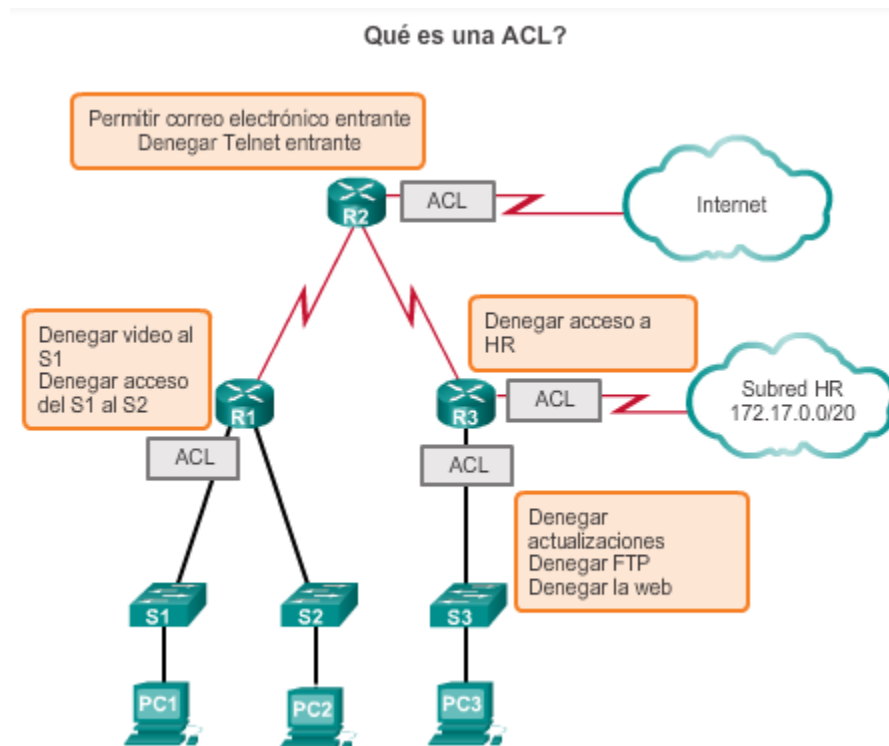 Qué es una ACL?
Permitir correo electrónico entrante
Denegar Telnet entrante
ACL
Internet
R2
Denegar video al
S1
Denegar acceso
del S1 al S2
Denegar acceso a
HR
R1
R3
ACL
Subred HR
172.17.0.0/20
ACL
ACL
Denegar
actualizaciones
Denegar FTP
Denegar la web
S1
S2
S3
PC1
PC2
PC3